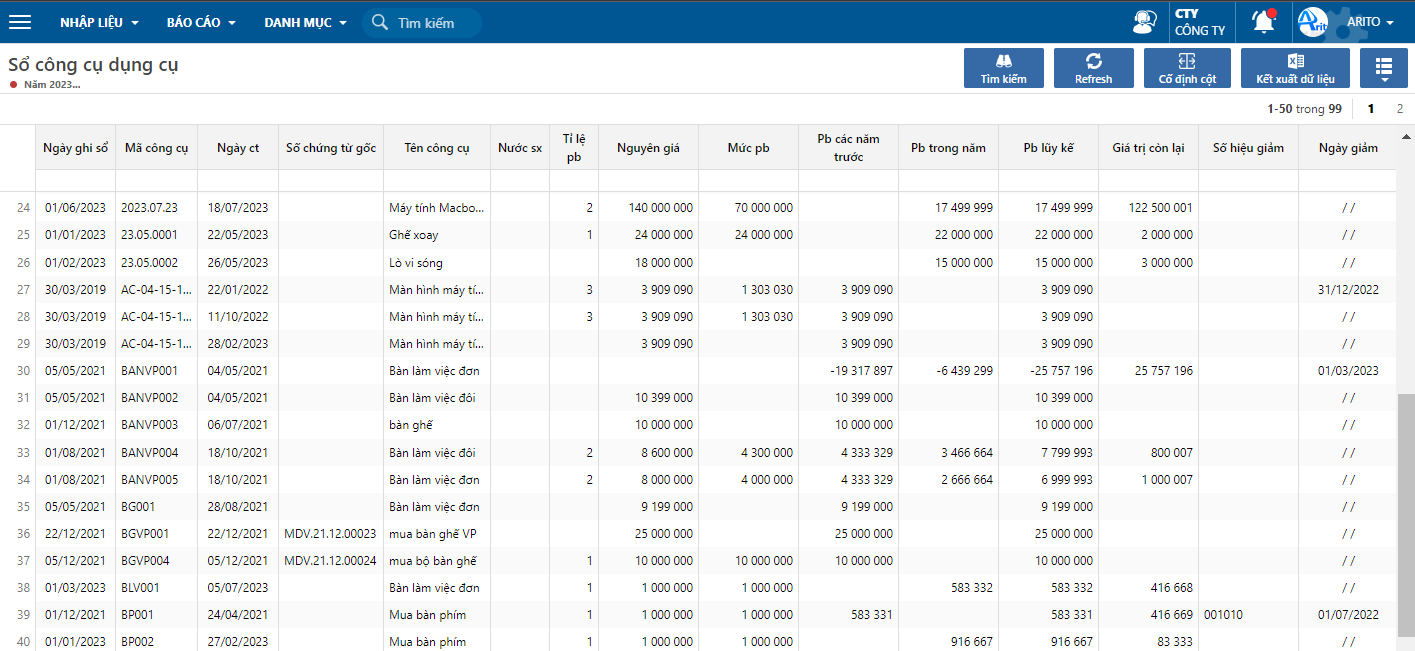 NHẬP LIỆU BÁO CÁO DANH MỤC Tìm kiếm CTY CÔNG TY Arit ARITO
Sổ công cụ dụng cụ
Năm 2023...
Tìm kiếm Refresh Cố định cột Kết xuất dữ liệu
1-50 trong 99 1 2
Ngày ghi sổ Mã công cụ Ngày ct Số chứng từ gốc Tên công cụ Nước sx Tỉ lệ pb Nguyên giá Mức pb Pb các năm trước Pb trong năm Pb lũy kế Giá trị còn lại Số hiệu giảm Ngày giảm
24 01/06/2023 2023.07.23 18/07/2023 Máy tính Macbo... 2 140 000 000 70 000 000 17 499 999 17 499 999 122 500 001 / /
25 01/01/2023 23.05.0001 22/05/2023 Ghế xoay 1 24 000 000 24 000 000 22 000 000 22 000 000 2 000 000 / /
26 01/02/2023 23.05.0002 26/05/2023 Lò vi sóng 18 000 000 15 000 000 15 000 000 3 000 000 / /
27 30/03/2019 AC-04-15-1... 22/01/2022 Màn hình máy tí... 3 3 909 090 1 303 030 3 909 090 3 909 090 31/12/2022
28 30/03/2019 AC-04-15-1... 11/10/2022 Màn hình máy tí... 3 3 909 090 1 303 030 3 909 090 3 909 090 / /
29 30/03/2019 AC-04-15-1... 28/02/2023 Màn hình máy tí... 3 909 090 3 909 090 3 909 090 / /
30 05/05/2021 BANVP001 04/05/2021 Bàn làm việc đơn -19 317 897 -6 439 299 -25 757 196 25 757 196 01/03/2023
31 05/05/2021 BANVP002 04/05/2021 Bàn làm việc đôi 10 399 000 10 399 000 10 399 000 / /
32 01/12/2021 BANVP003 06/07/2021 bàn ghế 10 000 000 10 000 000 10 000 000 / /
33 01/08/2021 BANVP004 18/10/2021 Bàn làm việc đôi 2 8 600 000 4 300 000 4 333 329 3 466 664 7 799 993 800 007 / /
34 01/08/2021 BANVP005 18/10/2021 Bàn làm việc đơn 2 8 000 000 4 000 000 4 333 329 2 666 664 6 999 993 1 000 007 / /
35 05/05/2021 BG001 28/08/2021 Bàn làm việc đơn 9 199 000 9 199 000 9 199 000 / /
36 22/12/2021 BGVP001 22/12/2021 MDV.21.12.00023 mua bàn ghế VP 25 000 000 25 000 000 25 000 000 / /
37 05/12/2021 BGVP004 05/12/2021 MDV.21.12.00024 mua bộ bàn ghế 1 10 000 000 10 000 000 10 000 000 10 000 000 / /
38 01/03/2023 BLV001 05/07/2023 Bàn làm việc đơn 1 1 000 000 1 000 000 583 332 583 332 416 668 / /
39 01/12/2021 BP001 24/04/2021 Mua bàn phím 1 1 000 000 1 000 000 583 331 583 331 416 669 001010 01/07/2022
40 01/01/2023 BP002 27/02/2023 Mua bàn phím 1 1 000 000 1 000 000 916 667 916 667 83 333 / /